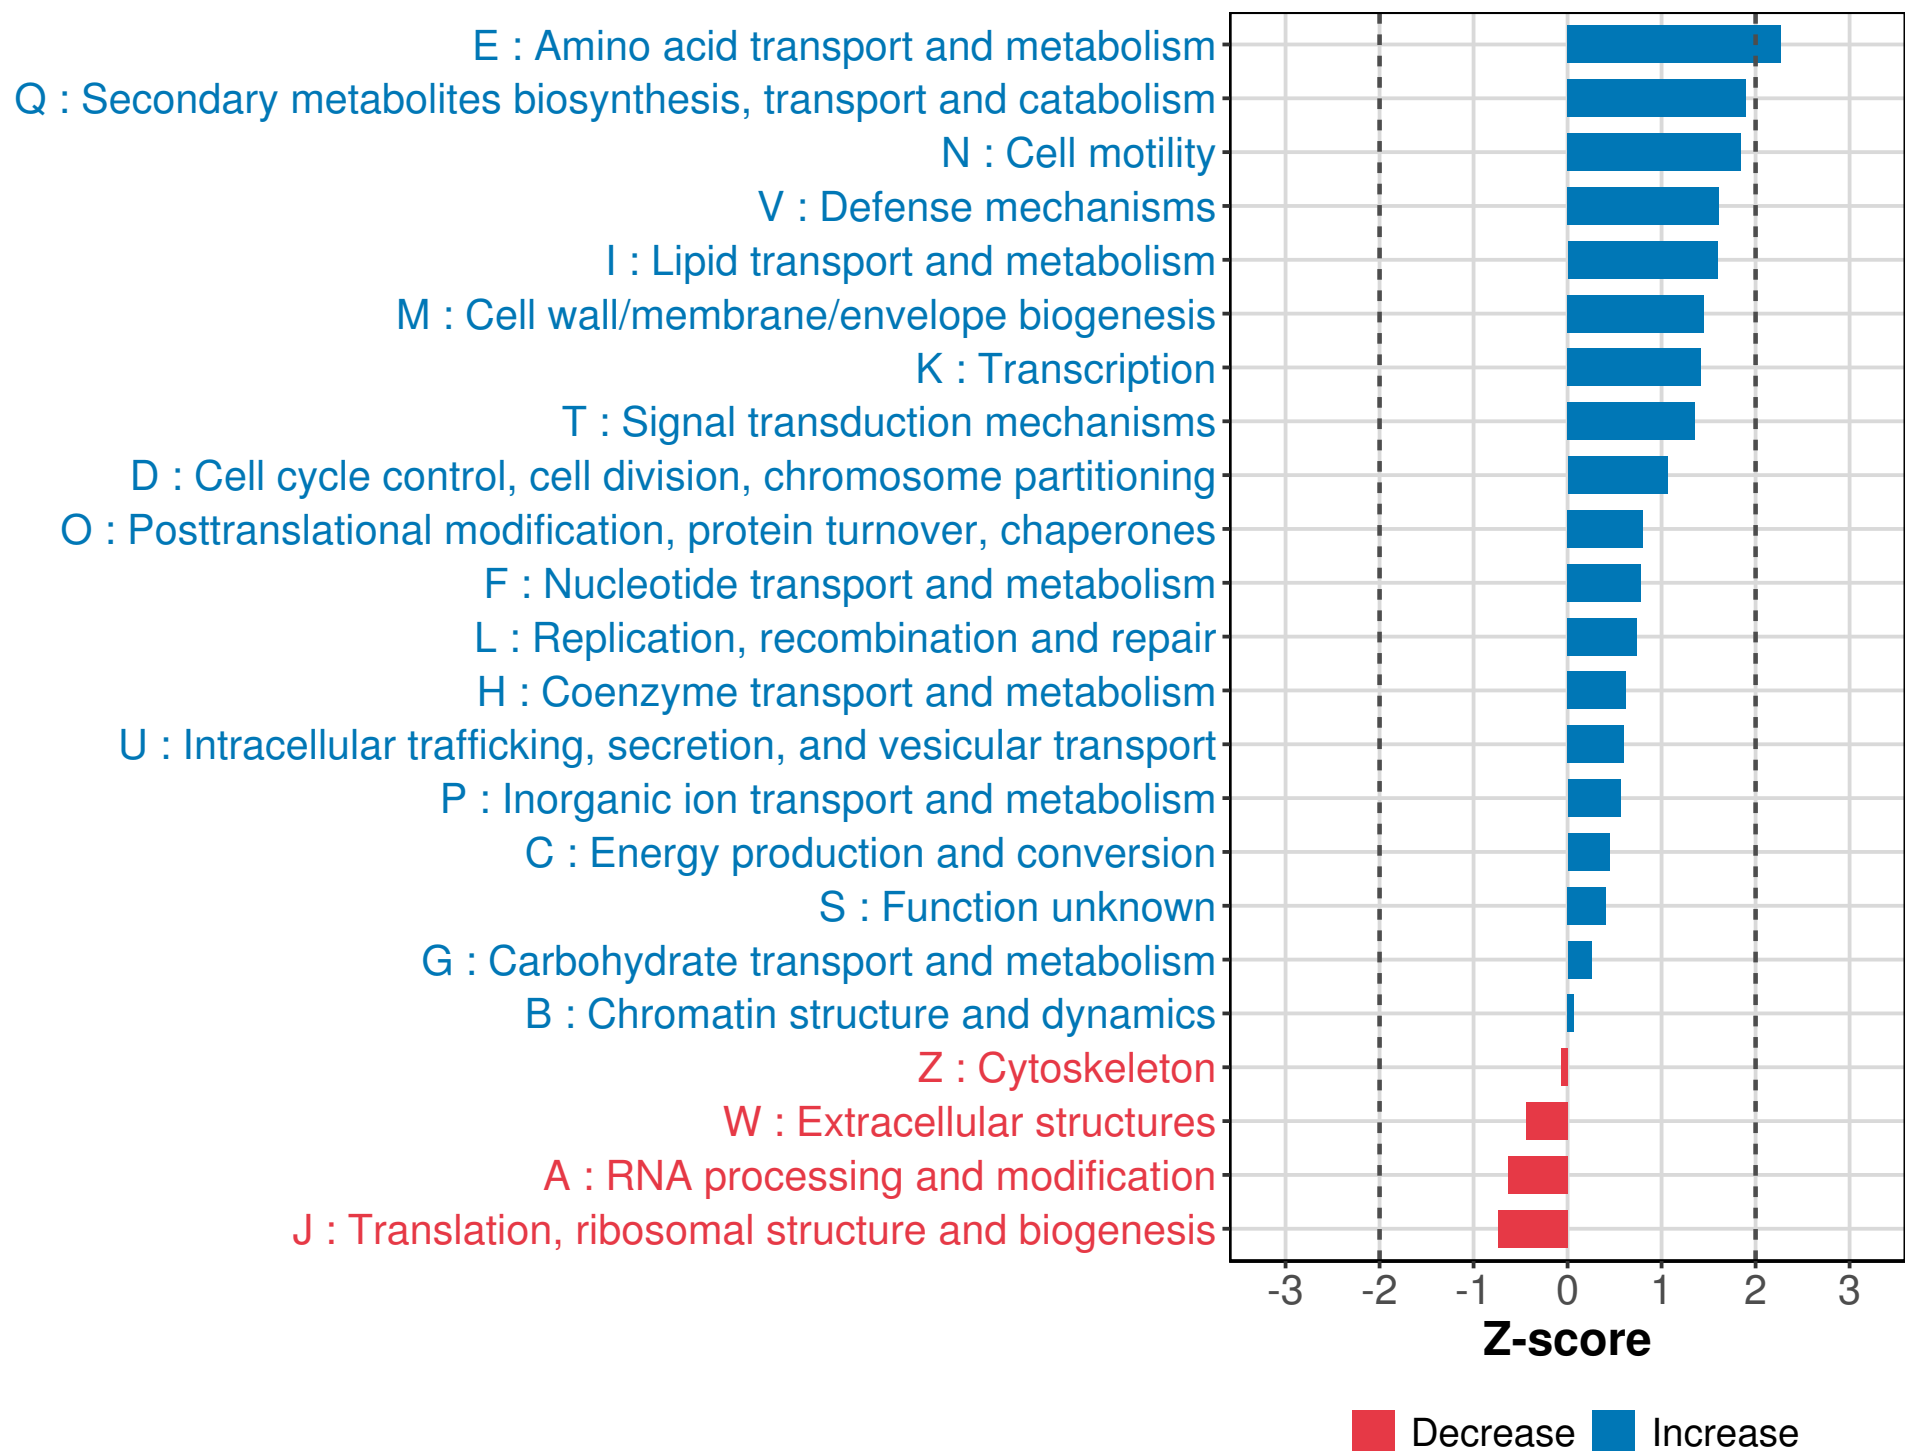 E : Amino acid transport and metabolism
Q : Secondary metabolites biosynthesis, transport and catabolism
N : Cell motility
V : Defense mechanisms
I : Lipid transport and metabolism
M : Cell wall/membrane/envelope biogenesis
K : Transcription
T : Signal transduction mechanisms
D : Cell cycle control, cell division, chromosome partitioning
O : Posttranslational modification, protein turnover, chaperones
F : Nucleotide transport and metabolism
L : Replication, recombination and repair
H : Coenzyme transport and metabolism
U : Intracellular trafficking, secretion, and vesicular transport
P : Inorganic ion transport and metabolism
C : Energy production and conversion
S : Function unknown
G : Carbohydrate transport and metabolism
B : Chromatin structure and dynamics
Z : Cytoskeleton
W : Extracellular structures
A : RNA processing and modification
J : Translation, ribosomal structure and biogenesis
-3 -2 -1 0 1 2 3
Z-score
Decrease Increase